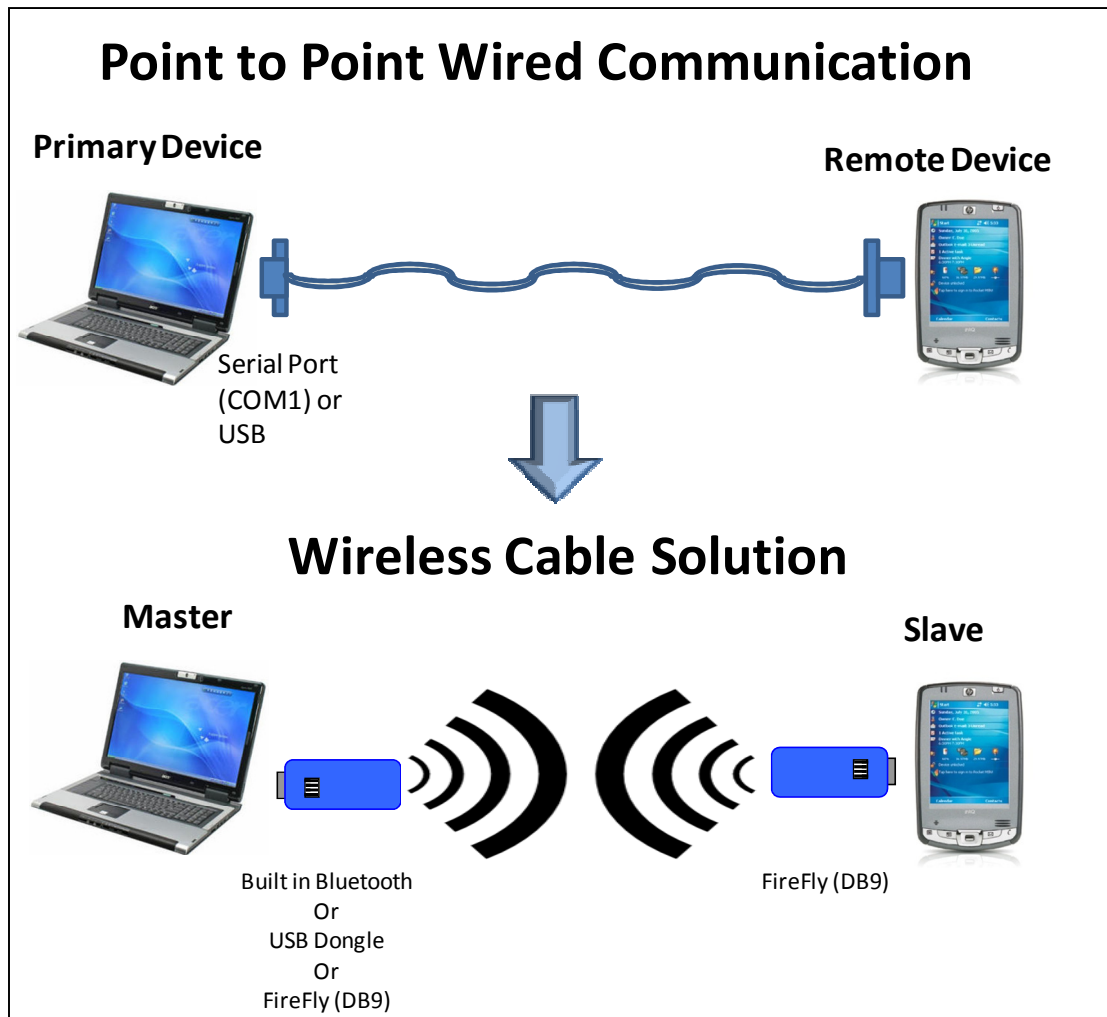 Point to Point Wired Communication
Primary Device
Remote Device
Serial Port
(COM1) or
USB
Wireless Cable Solution
Master
Slave
Built in Bluetooth
Or
USB Dongle
Or
FireFly (DB9)
FireFly (DB9)